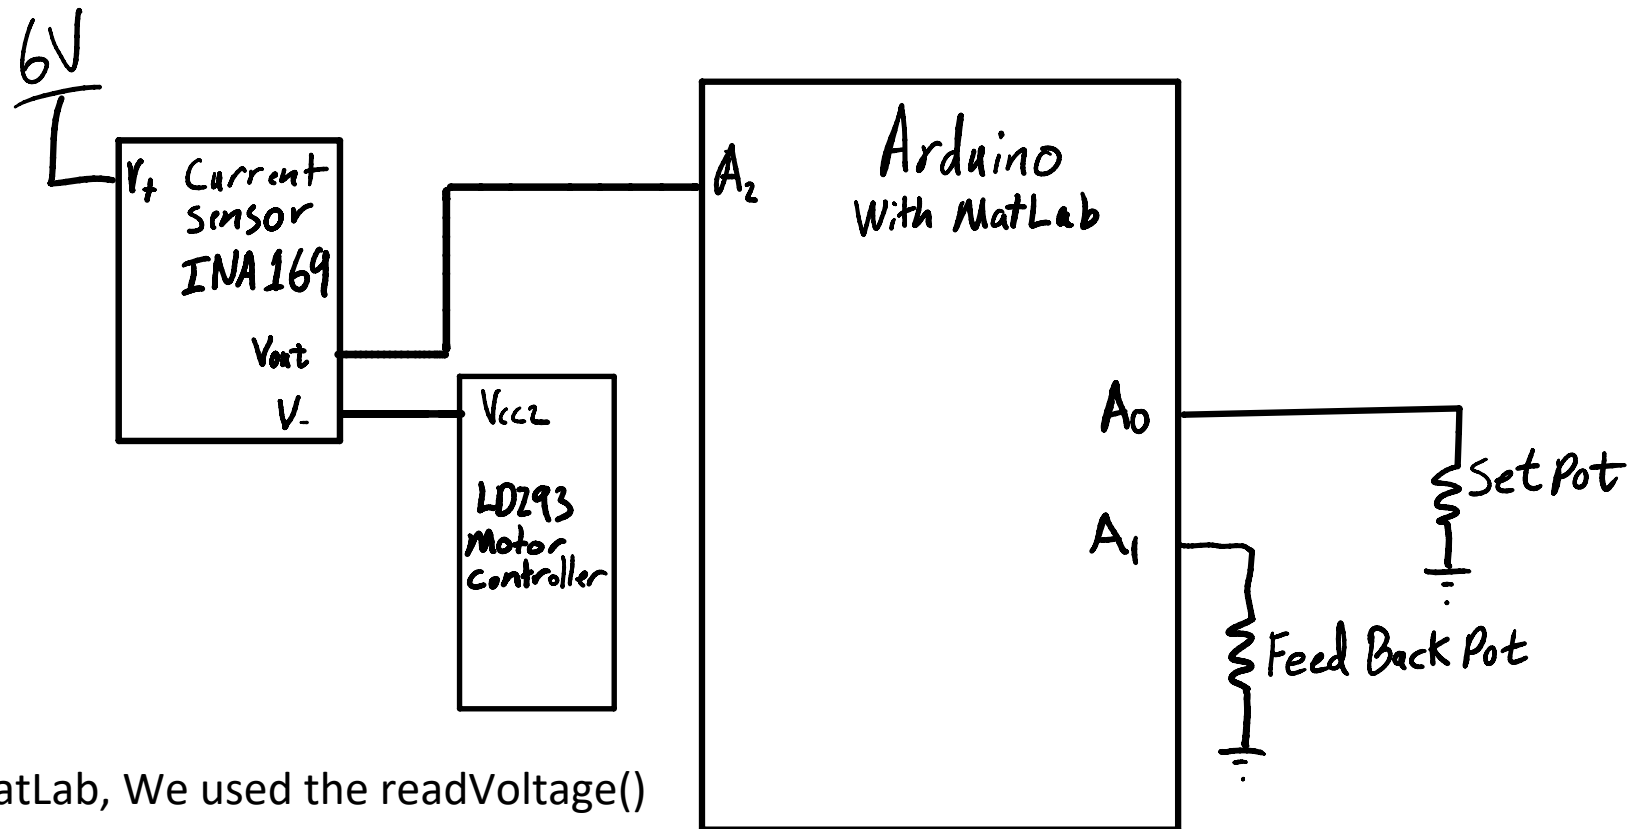 6V
V+ Current
Sensor
INA169
Vout
V-
Vcc2
LD293
Motor
Controller
A2
Arduino
With MatLab
A0
A1
Set Pot
Feed Back Pot
atLab, We used the readVoltage()